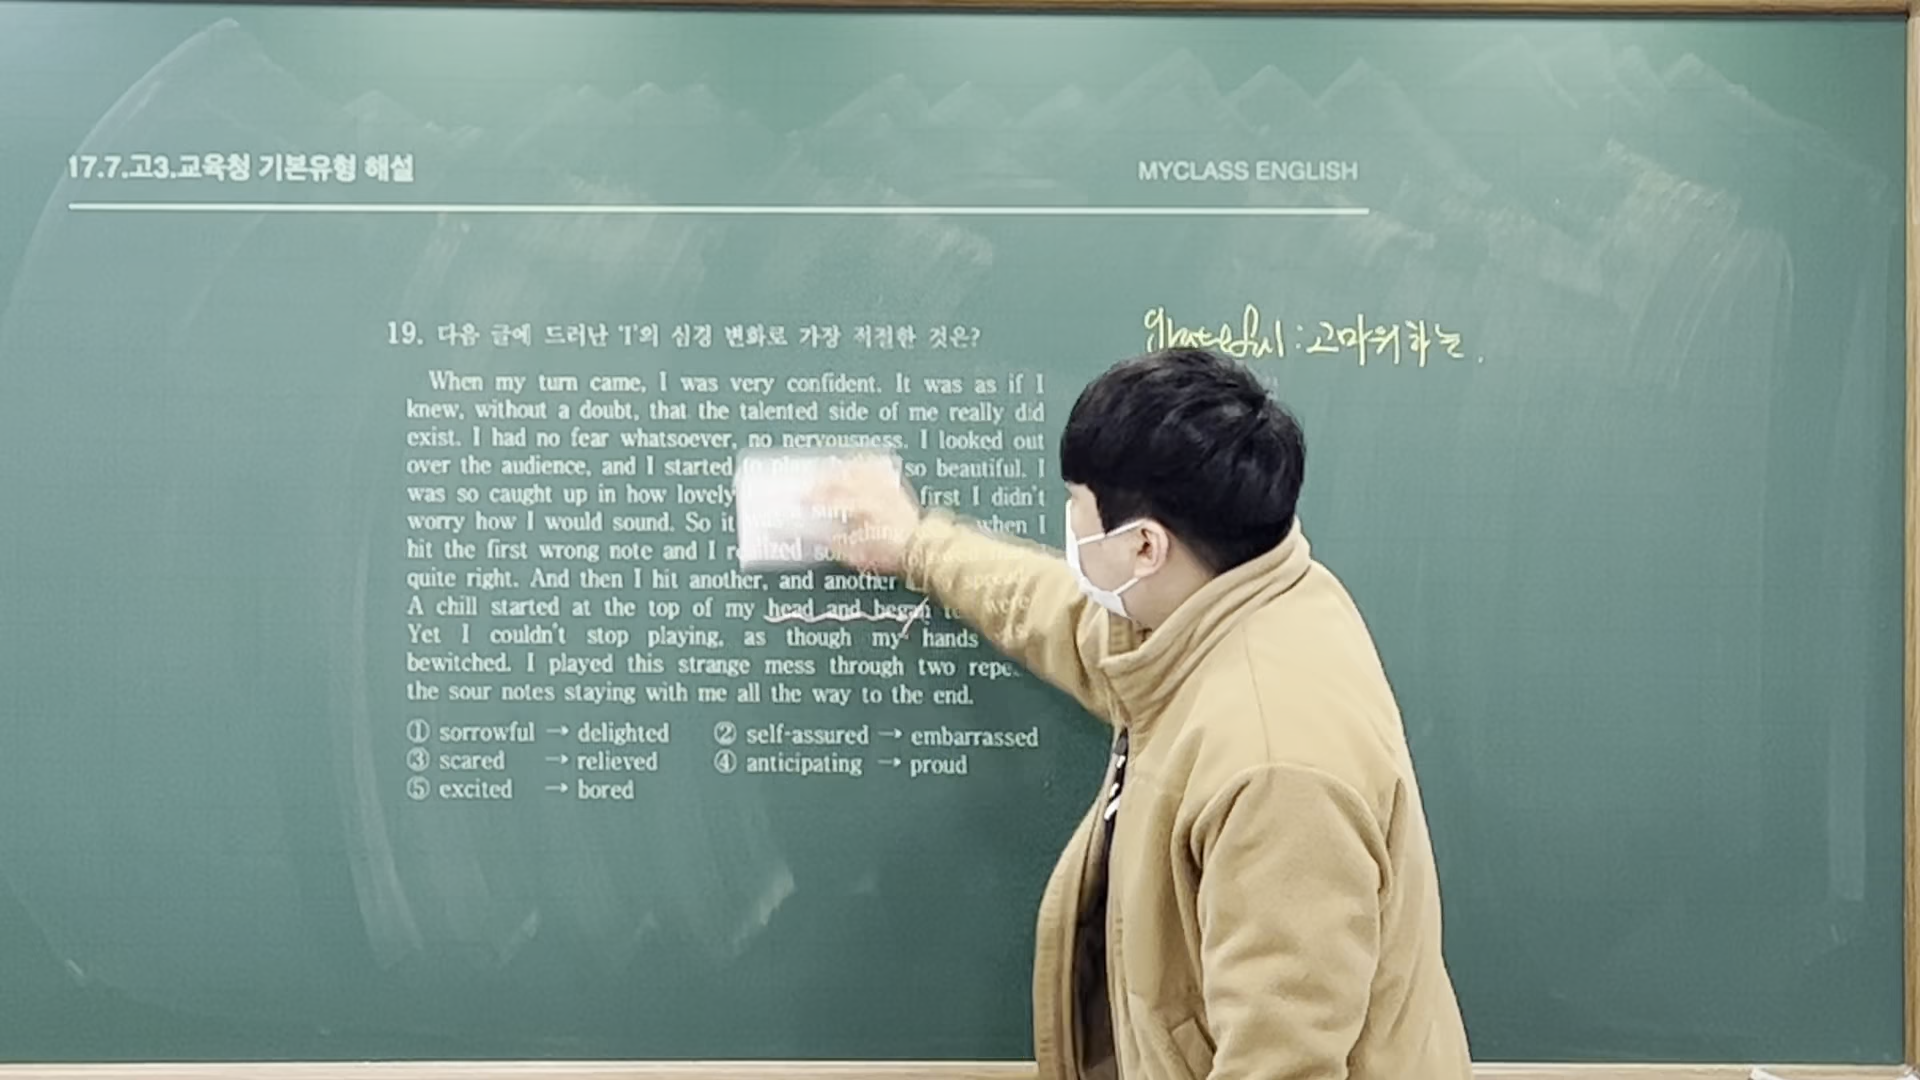 17.7.고3.교육청 기본유형 해설
MYCLASS ENGLISH
: 고마워하는.
19. 다음 글에 드러난 'I'의 심경 변화로 가장 적절한 것은?
When my turn came, I was very confident. It was as if I
knew, without a doubt, that the talented side of me really did
exist. I had no fear whatsoever, no nervousness. I looked out
over the audience, and I started to so beautiful. I
was so caught up in how lovely first I didn't
worry how I would sound. So it was a when I
hit the first wrong note and I realized
quite right. And then I hit another, and another
A chill started at the top of my head and began
Yet I couldn't stop playing, as though my hands were
bewitched. I played this strange mess through two
the sour notes staying with me all the way to the end.
① sorrowful → delighted ② self-assured → embarrassed
③ scared → relieved ④ anticipating → proud
⑤ excited → bored